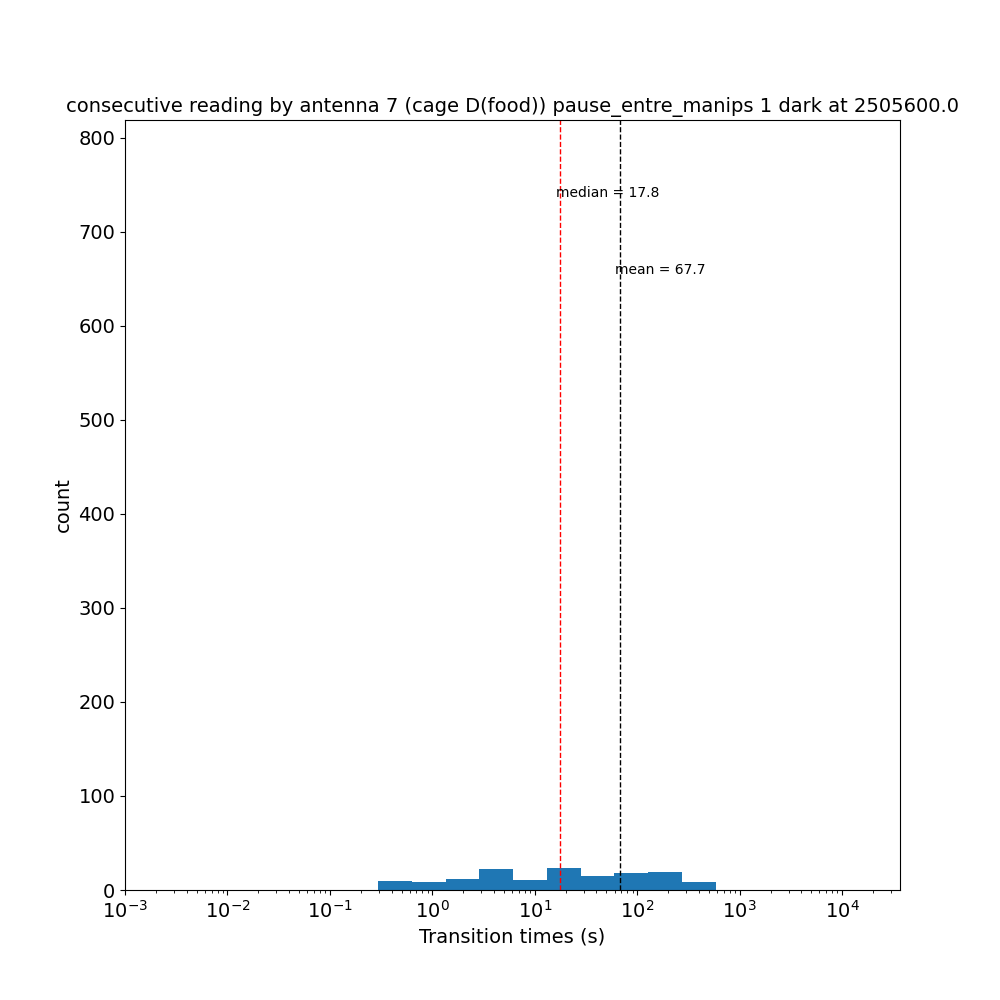 consecutive reading by antenna 7 (cage D(food)) pause_entre_manips 1 dark at 2505600.0
800
median = 17.8
700
mean = 67.7
600
500
count
400
300
200
100
0
10⁻³ 10⁻² 10⁻¹ 10⁰ 10¹ 10² 10³ 10⁴
Transition times (s)